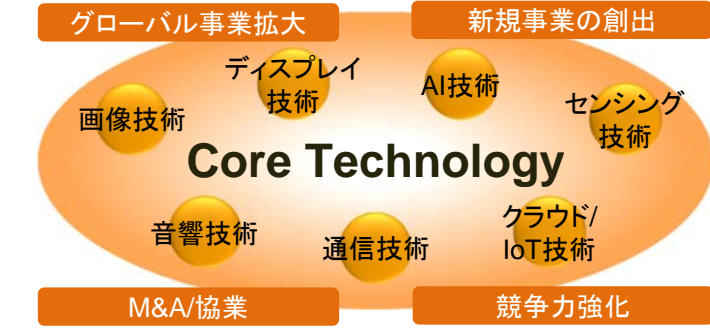 グローバル事業拡大
新規事業の創出
ディスプレイ
技術
AI技術
画像技術
センシング
技術
Core Technology
音響技術
通信技術
クラウド/
IoT技術
M&A/協業
競争力強化